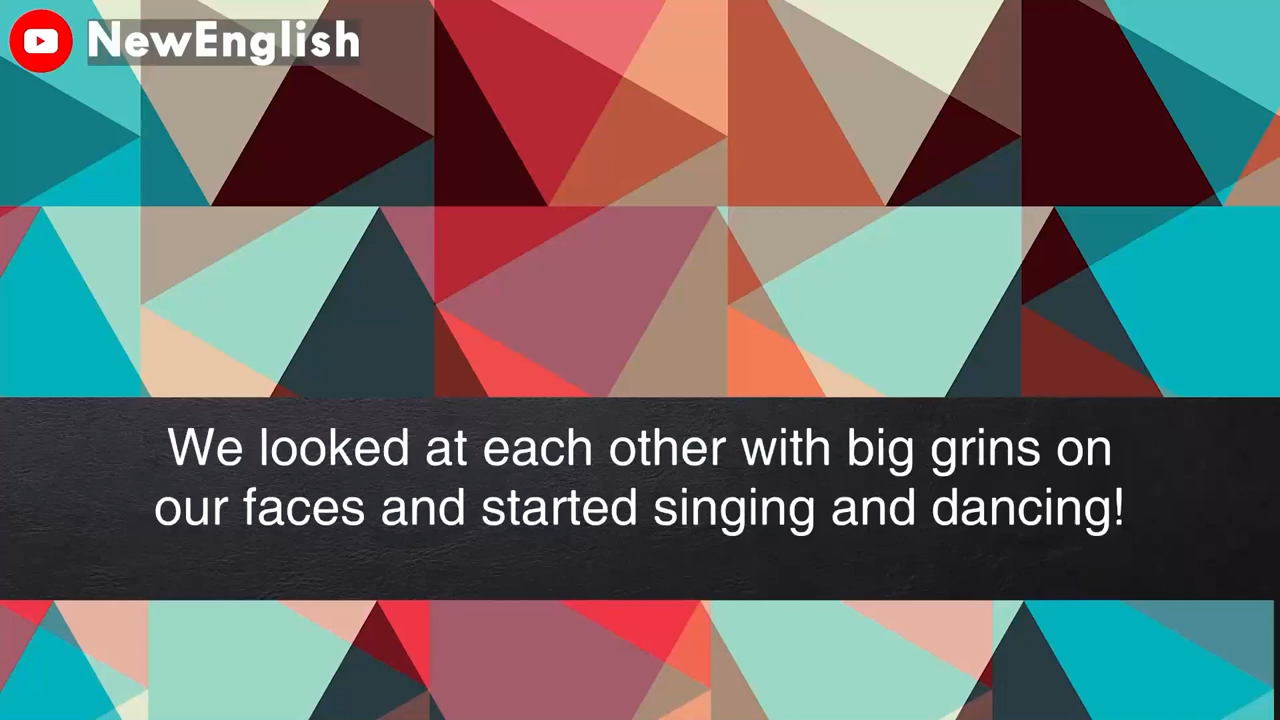 NewEnglish
We looked at each other with big grins on
our faces and started singing and dancing!